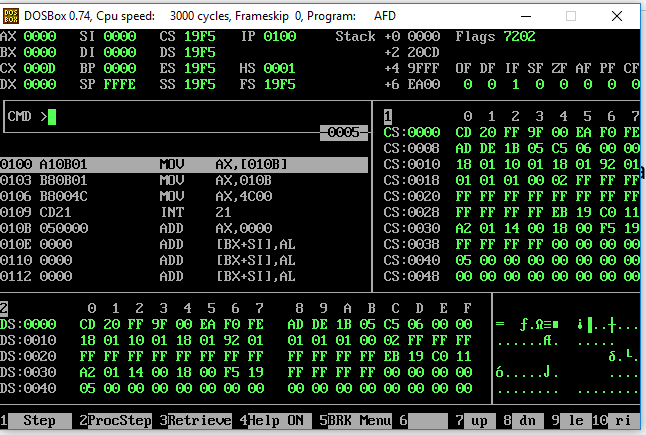 DOSBox 0.74, Cpu speed: 3000 cycles, Frameskip 0, Program: AFD
AX 0000 SI 0000 CS 19F5 IP 0100 Stack +0 0000 Flags 7202
BX 0000 DI 0000 DS 19F5 +2 20CD
CX 000D BP 0000 ES 19F5 HS 0001 +4 9FFF OF DF IF SF ZF AF PF CF
DX 0000 SP FFFE SS 19F5 FS 19F5 +6 EA00 0 0 1 0 0 0 0 0
CMD >
0005
0100 A10B01 MOV AX,[010B]
0103 B80B01 MOV AX,010B
0106 B8004C MOV AX,4C00
0109 CD21 INT 21
010B 050000 ADD AX,0000
010E 0000 ADD [BX+SI],AL
0110 0000 ADD [BX+SI],AL
0112 0000 ADD [BX+SI],AL
1 0 1 2 3 4 5 6 7
CS:0000 CD 20 FF 9F 00 EA F0 FE
CS:0008 AD DE 1B 05 C5 06 00 00
CS:0010 18 01 10 01 18 01 92 01
CS:0018 01 01 01 00 02 FF FF FF
CS:0020 FF FF FF FF FF FF FF FF
CS:0028 FF FF FF FF EB 19 C0 11
CS:0030 A2 01 14 00 18 00 F5 19
CS:0038 FF FF FF FF 00 00 00 00
CS:0040 05 00 00 00 00 00 00 00
CS:0048 00 00 00 00 00 00 00 00
2 0 1 2 3 4 5 6 7 8 9 A B C D E F
DS:0000 CD 20 FF 9F 00 EA F0 FE AD DE 1B 05 C5 06 00 00 = ƒ.Ω≡■ ¡▐..┼...
DS:0010 18 01 10 01 18 01 92 01 01 01 01 00 02 FF FF FF ......Æ. .....
DS:0020 FF FF FF FF FF FF FF FF FF FF FF FF EB 19 C0 11 δ.└.
DS:0030 A2 01 14 00 18 00 F5 19 FF FF FF FF 00 00 00 00 ó.....⌡. ....
DS:0040 05 00 00 00 00 00 00 00 00 00 00 00 00 00 00 00 ........ ........
1 Step 2ProcStep 3Retrieve 4Help ON 5BRK Menu 6 7 up 8 dn 9 le 10 ri